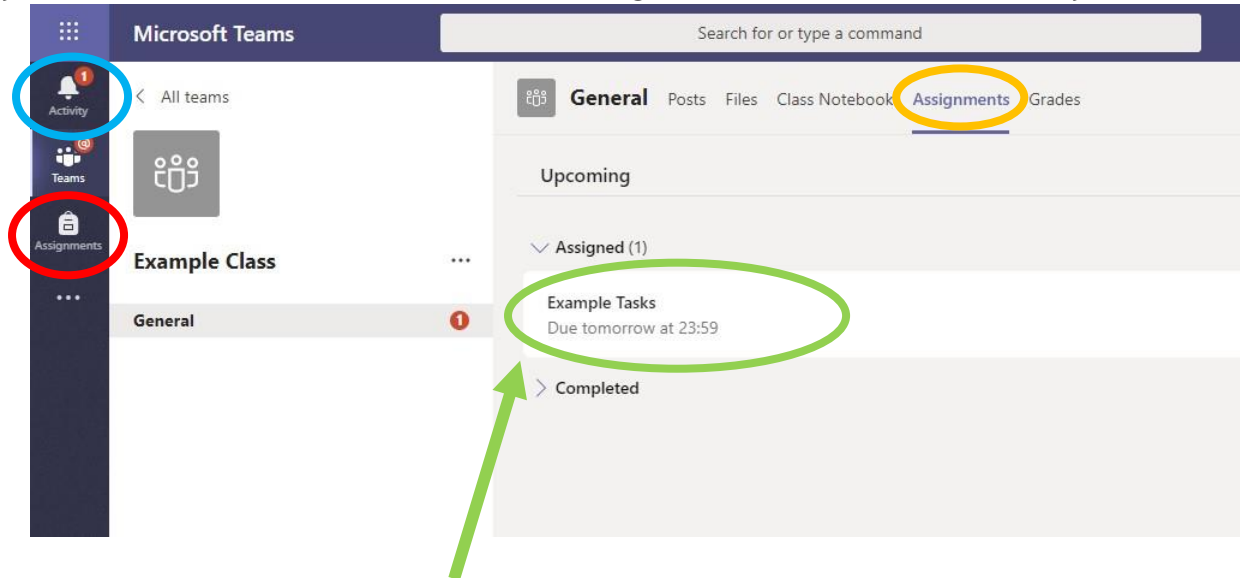 Microsoft Teams
Search for or type a command
1
Activity
All teams
General Posts Files Class Notebook Assignments Grades
@
Teams
Upcoming
Assignments
Assigned (1)
Example Class
...
Example Tasks
...
General
1
Due tomorrow at 23:59
Completed